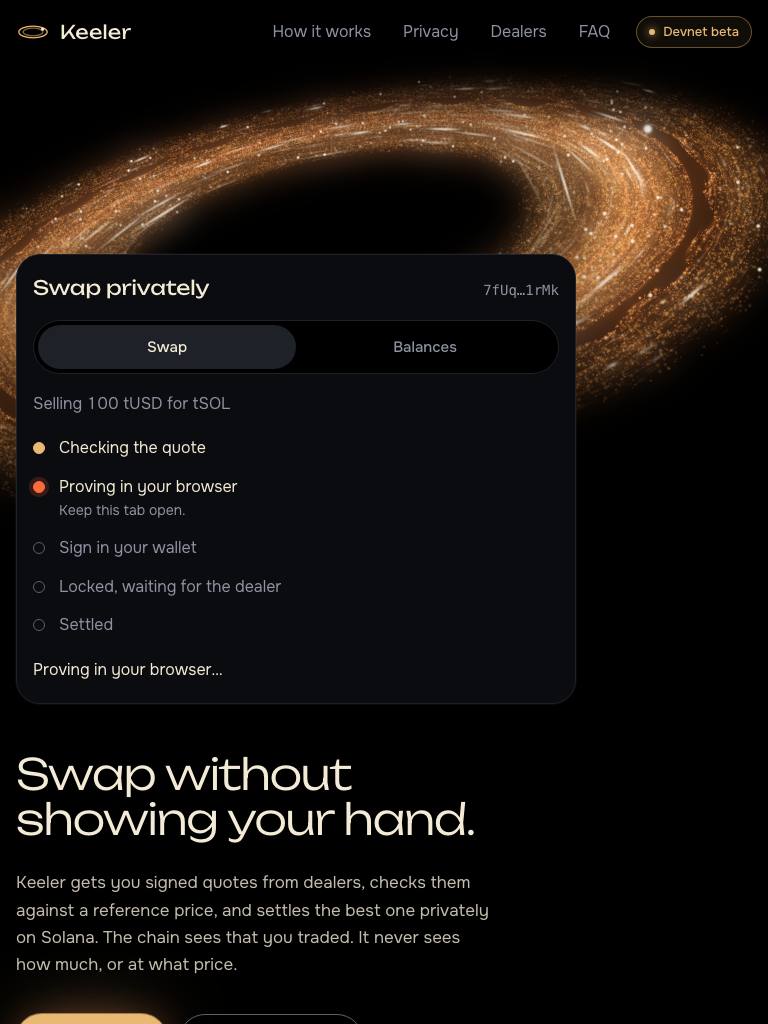 Keeler
How it works
Privacy
Dealers
FAQ
Devnet beta
Swap privately
7fUq…1rMk
Swap
Balances
Selling 100 tUSD for tSOL
Checking the quote
Proving in your browser
Keep this tab open.
Sign in your wallet
Locked, waiting for the dealer
Settled
Proving in your browser…
Swap without
showing your hand.
Keeler gets you signed quotes from dealers, checks them
against a reference price, and settles the best one privately
on Solana. The chain sees that you traded. It never sees
how much, or at what price.